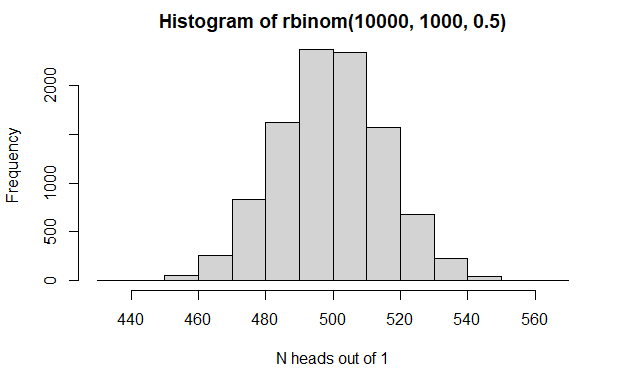 Histogram of rbinom(10000, 1000, 0.5)
Frequency
2000
1000
500
0
440 460 480 500 520 540 560
N heads out of 1